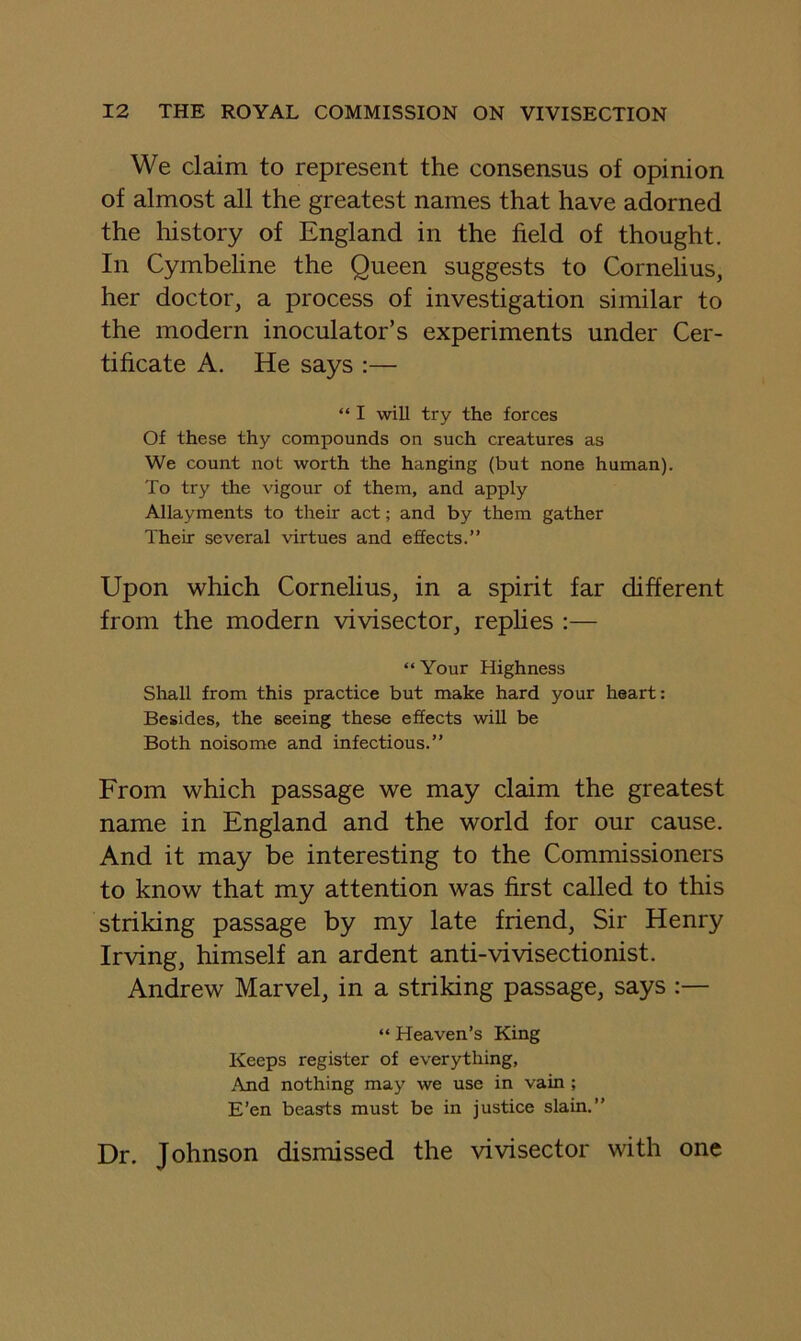 12 THE ROYAL COMMISSION ON VIVISECTION
We claim to represent the consensus of opinion
of almost all the greatest names that have adorned
the history of England in the field of thought.
In Cymbeline the Queen suggests to Cornelius,
her doctor, a process of investigation similar to
the modern inoculator’s experiments under Cer-
tificate A. He says :—
“ I will try the forces
Of these thy compounds on such creatures as
We count not worth the hanging (but none human).
To try the vigour of them, and apply
Allayments to their act; and by them gather
Their several virtues and effects.”
Upon which Cornelius, in a spirit far different
from the modern vivisector, replies :—
“ Your Highness
Shall from this practice but make hard your heart:
Besides, the seeing these effects will be
Both noisome and infectious.”
From which passage we may claim the greatest
name in England and the world for our cause.
And it may be interesting to the Commissioners
to know that my attention was first called to this
striking passage by my late friend, Sir Henry
Irving, himself an ardent anti-vivisectionist.
Andrew Marvel, in a striking passage, says :—
“ Heaven’s King
Keeps register of everything,
And nothing may we use in vain ;
E’en beasts must be in justice slain.”
Dr. Johnson dismissed the vivisector with one